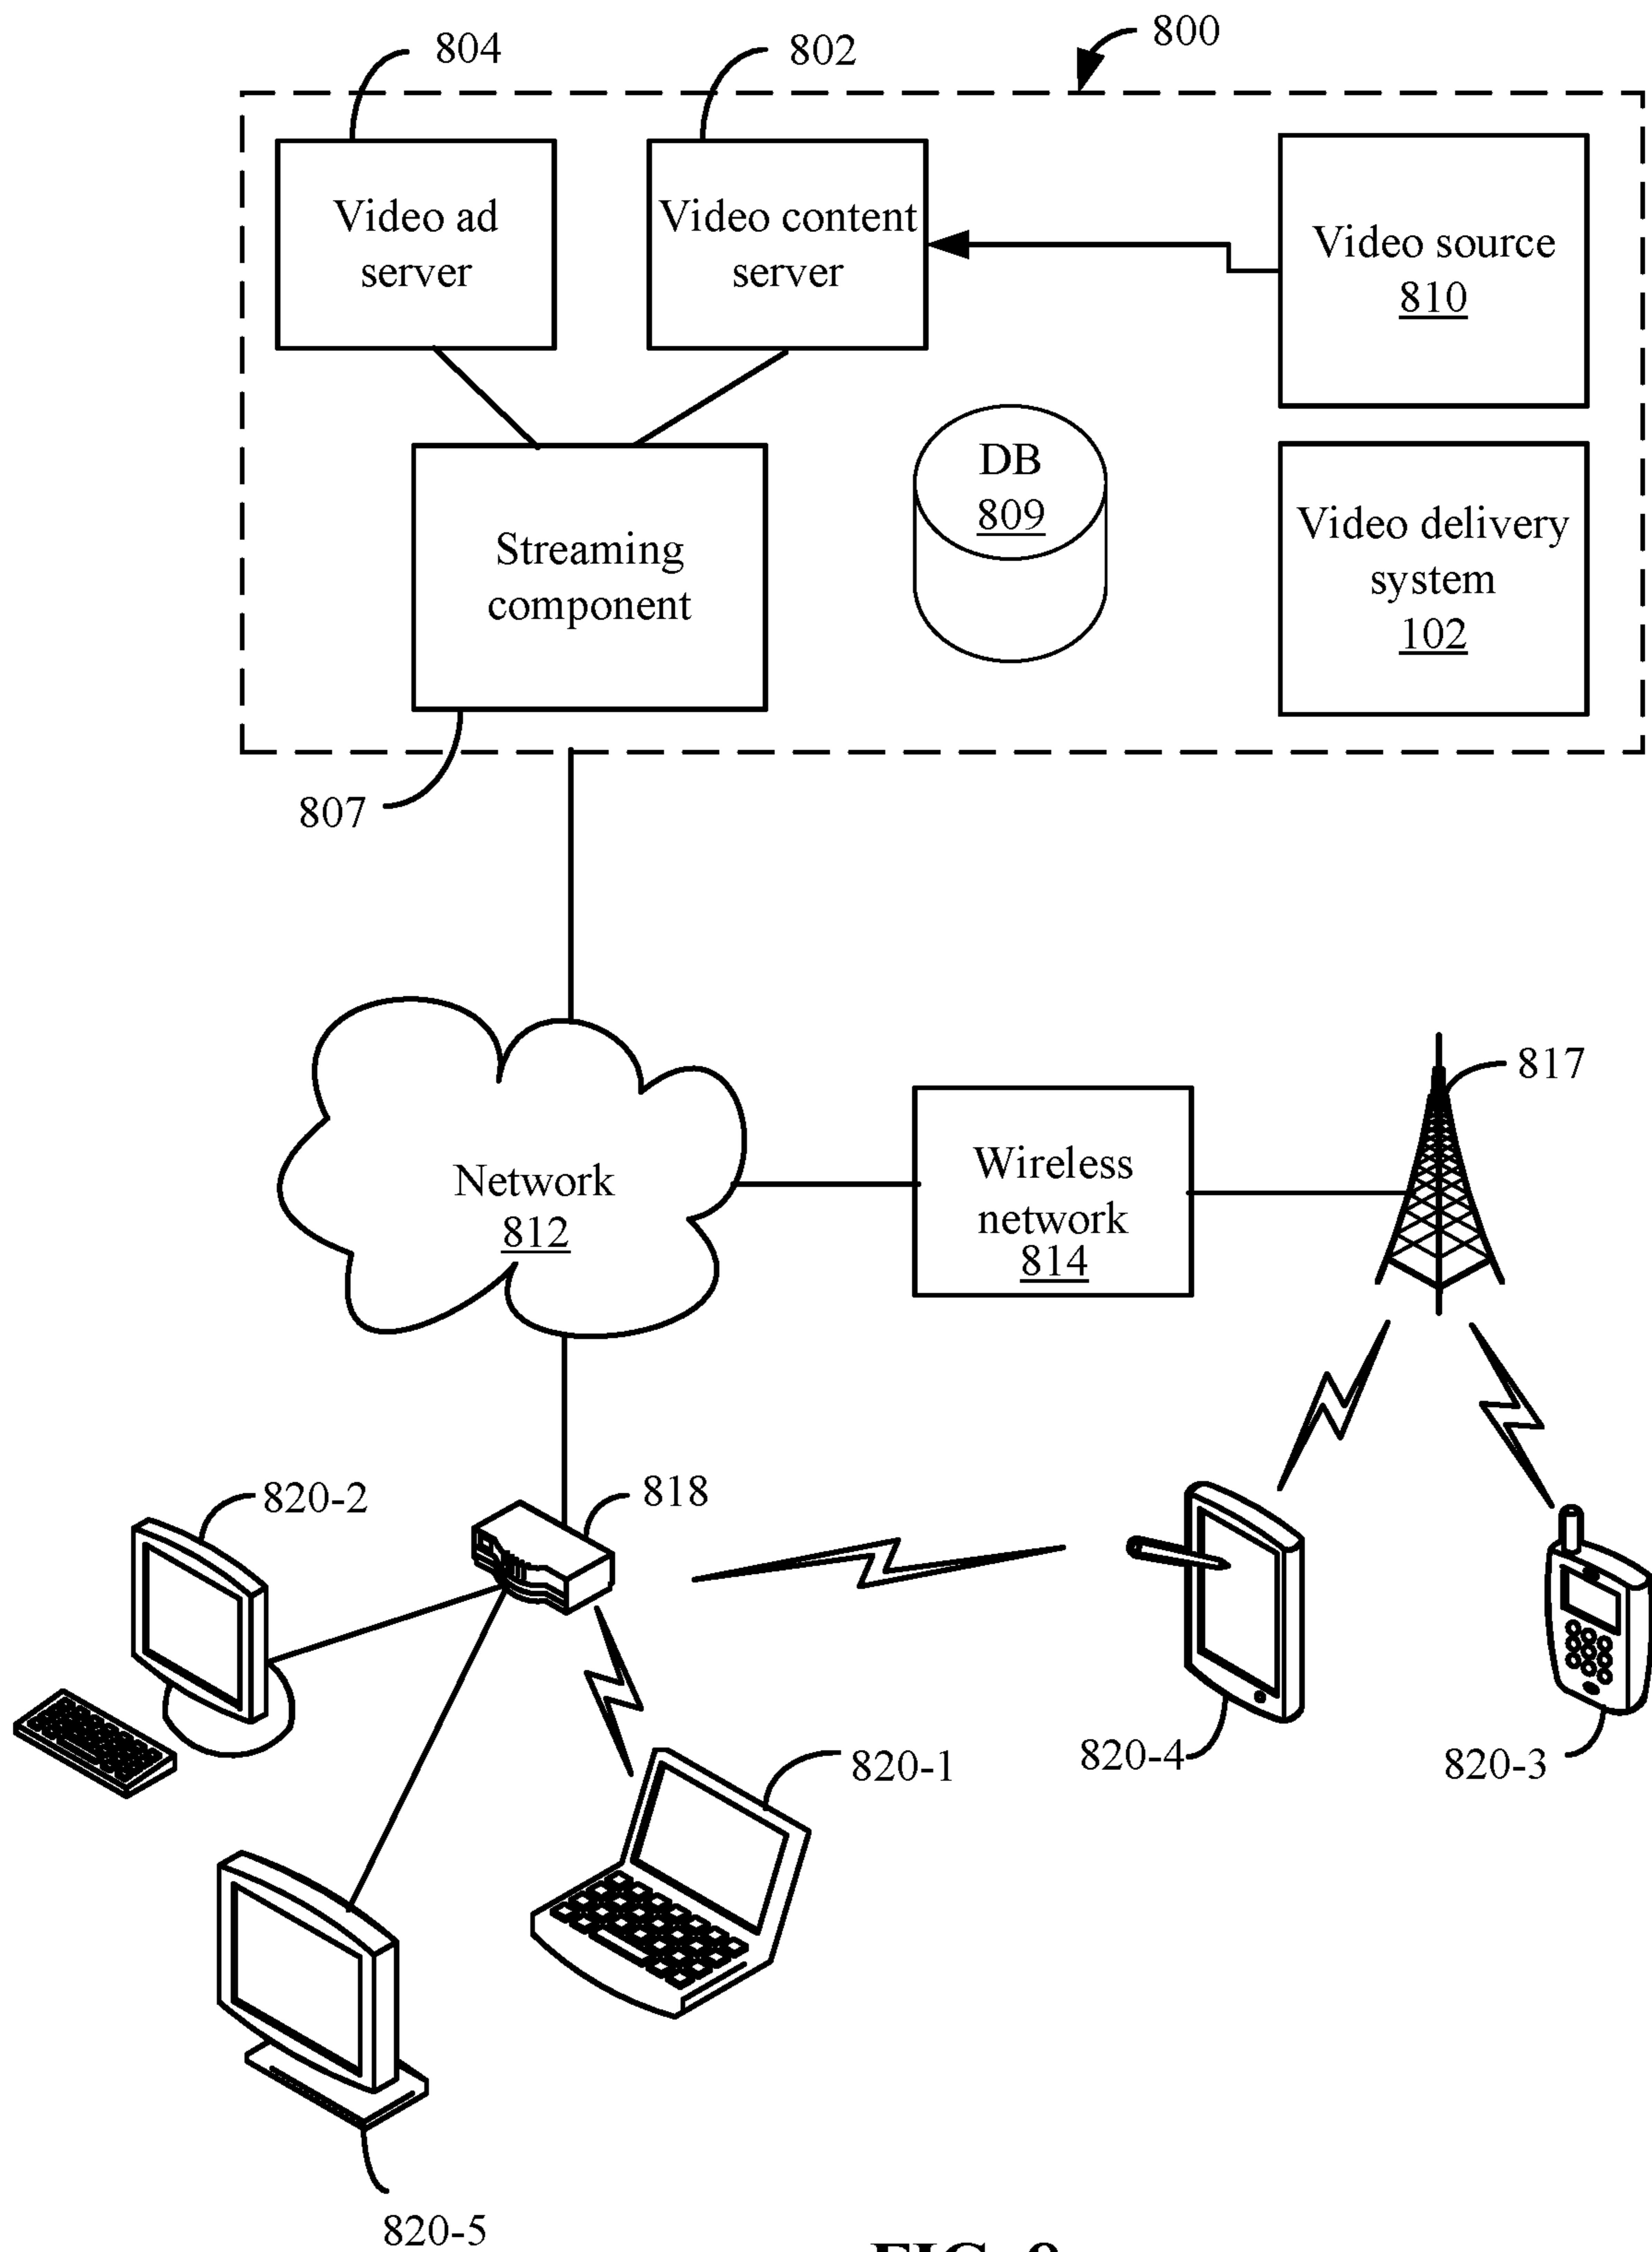 804
802
800
Video ad
server
Video content
server
Video source
810
DB
809
Streaming
component
Video delivery
system
102
807
817
Network
812
Wireless
network
814
820-2
818
820-1
820-4
820-3
820-5